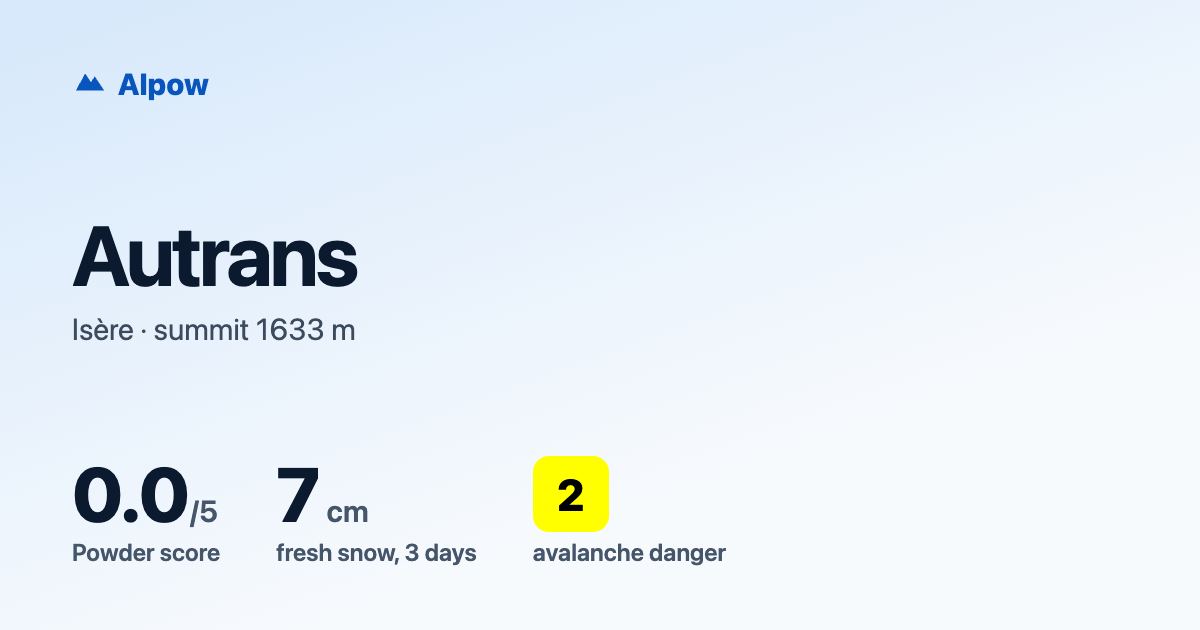 Alpow
Autrans
Isère · summit 1633 m
0.0/5
Powder score
7 cm
fresh snow, 3 days
2
avalanche danger